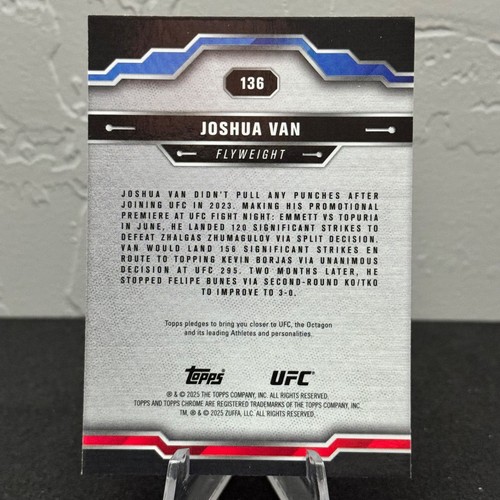 136
JOSHUA VAN
FLYWEIGHT
JOSHUA VAN DIDN'T PULL ANY PUNCHES AFTER
JOINING UFC IN 2023. MAKING HIS PROMOTIONAL
PREMIERE AT UFC FIGHT NIGHT: EMMETT VS TOPURIA
IN JUNE, HE LANDED 120 SIGNIFICANT STRIKES TO
DEFEAT ZHALGAS ZHUMAGULOV VIA SPLIT DECISION.
VAN WOULD LAND 156 SIGNIFICANT STRIKES EN
ROUTE TO TOPPING KEVIN BORJAS VIA UNANIMOUS
DECISION AT UFC 295. TWO MONTHS LATER, HE
STOPPED FELIPE BUNES VIA SECOND-ROUND KO/TKO
TO IMPROVE TO 3-0.
Topps pledges to bring you closer to UFC, the Octagon
and its leading Athletes and personalities.
Topps UFC®
® & © 2025 THE TOPPS COMPANY, INC. ALL RIGHTS RESERVED.
TOPPS AND TOPPS CHROME ARE REGISTERED TRADEMARKS OF THE TOPPS COMPANY, INC.
TM, ® & © 2025 ZUFFA, LLC. ALL RIGHTS RESERVED.